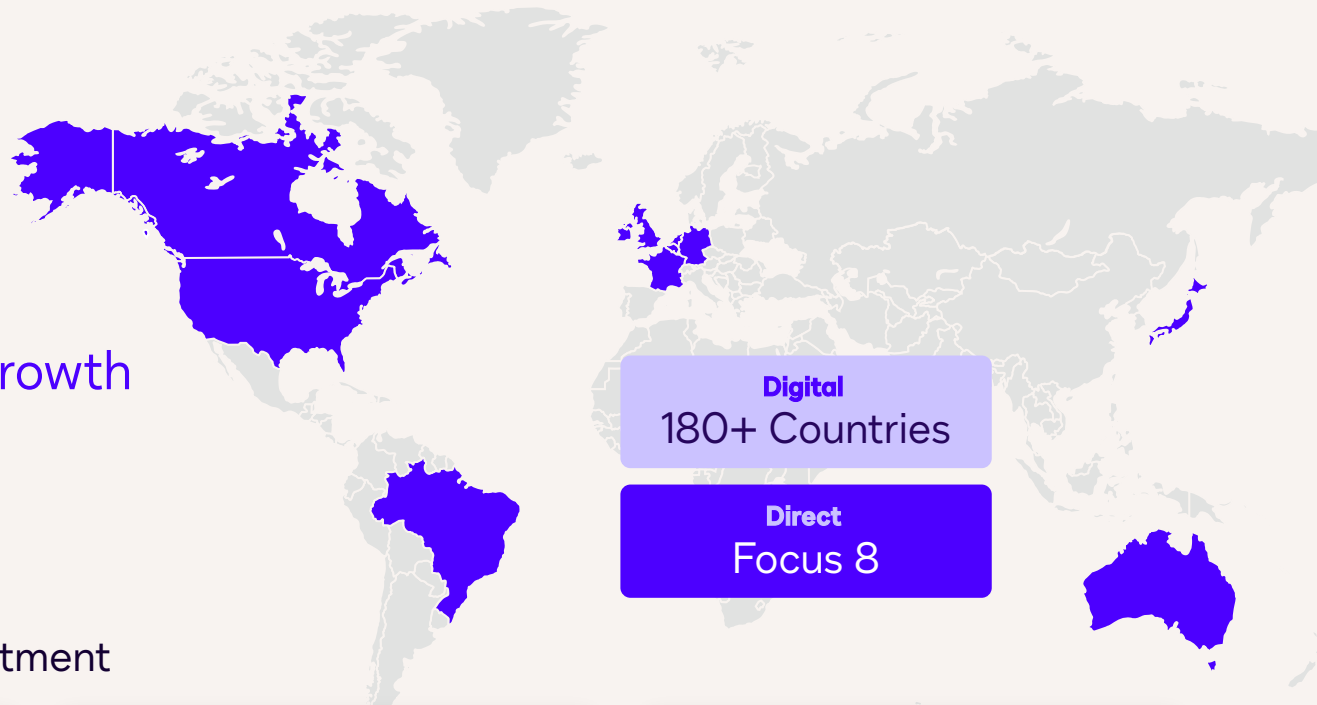 rowth
Digital
180+ Countries
Direct
Focus 8
tment